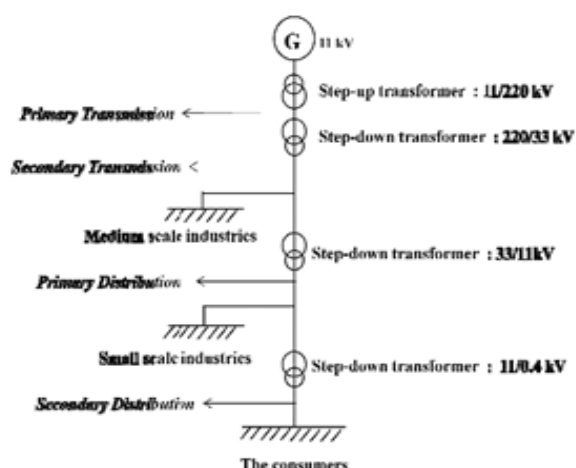 G 11 kV
Step-up transformer : 11/220 kV
Primary Transmission
Step-down transformer : 220/33 kV
Secondary Transmission
Medium scale industries
Step-down transformer : 33/11kV
Primary Distribution
Small scale industries
Step-down transformer : 11/0.4 kV
Secondary Distribution
The consumers